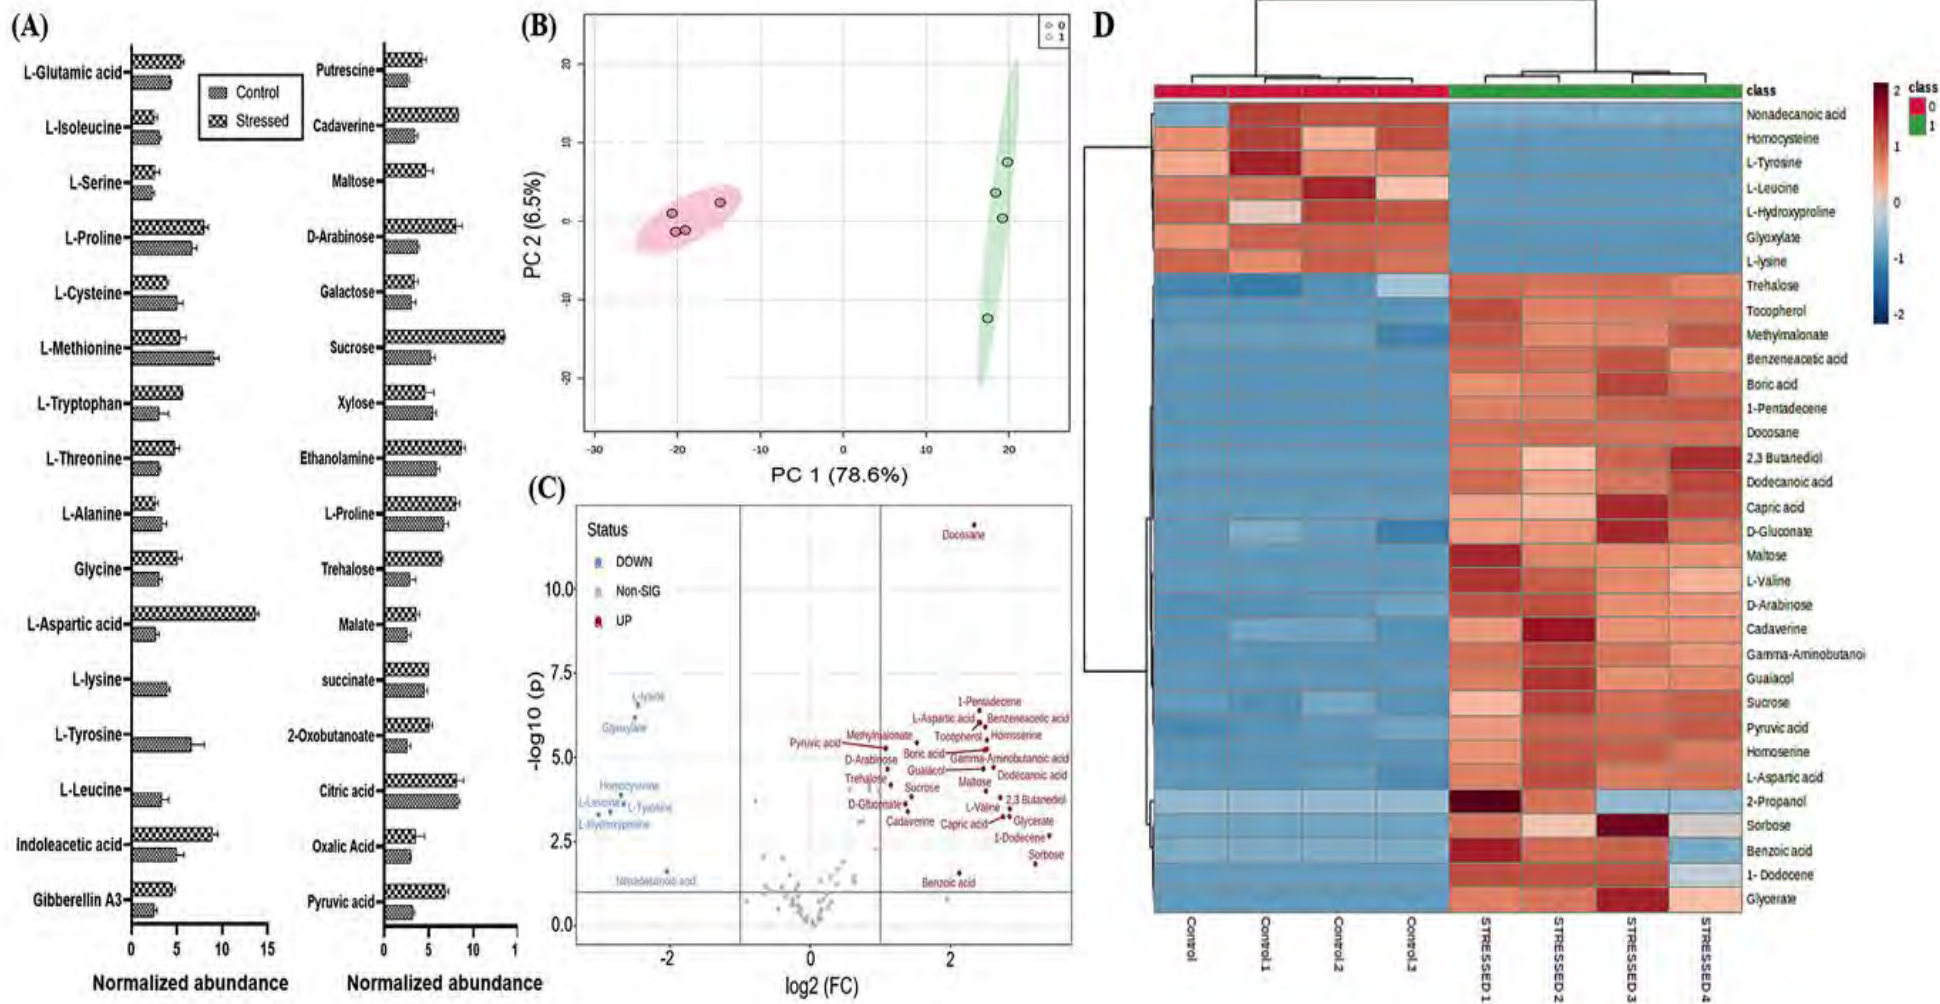 (A)
L-Glutamic acid
L-Isoleucine
L-Serine
L-Proline
L-Cysteine
L-Methionine
L-Tryptophan
L-Threonine
L-Alanine
Glycine
L-Aspartic acid
L-lysine
L-Tyrosine
L-Leucine
Indoleacetic acid
Gibberellin A3
0 5 10 15
Normalized abundance
Control
Stressed
Putrescine
Cadaverine
Maltose
D-Arabinose
Galactose
Sucrose
Xylose
Ethanolamine
L-Proline
Trehalose
Malate
succinate
2-Oxobutanoate
Citric acid
Oxalic Acid
Pyruvic acid
0 5 10 1
Normalized abundance
(B)
0
1
PC 2 (6.5%)
20
10
0
-10
-20
-30 -20 -10 0 10 20
PC 1 (78.6%)
(C)
Status
DOWN
Non-SIG
UP
-log10 (p)
10.0
7.5
5.0
2.5
0.0
-2 0 2
log2 (FC)
Docosane
L-lysine
Glyoxylate
Homocysteine
L-Leucine
L-Tyrosine
L-Hydroxyproline
Nonadecanoic acid
1-Pentadecene
L-Aspartic acid
Benzeneacetic acid
Methylmalonate
Tocopherol
Homoserine
Pyruvic acid
Boric acid
D-Arabinose
Gamma-Aminobutanoic acid
Guaiacol
Dodecanoic acid
Trehalose
Maltose
Sucrose
D-Gluconate
L-Valine
2,3 Butanediol
Cadaverine
Capric acid
Glycerate
1-Dodecene
Sorbose
Benzoic acid
D
class
Nonadecanoic acid
Homocysteine
L-Tyrosine
L-Leucine
L-Hydroxyproline
Glyoxylate
L-lysine
Trehalose
Tocopherol
Methylmalonate
Benzeneacetic acid
Boric acid
1-Pentadecene
Docosane
2,3 Butanediol
Dodecanoic acid
Capric acid
D-Gluconate
Maltose
L-Valine
D-Arabinose
Cadaverine
Gamma-Aminobutanoi
Guaiacol
Sucrose
Pyruvic acid
Homoserine
L-Aspartic acid
2-Propanol
Sorbose
Benzoic acid
1- Dodocene
Glycerate
Control
Control.1
Control.2
Control.3
STRESSED 1
STRESSED 2
STRESSED 3
STRESSED 4
2
1
0
-1
-2
class
0
1